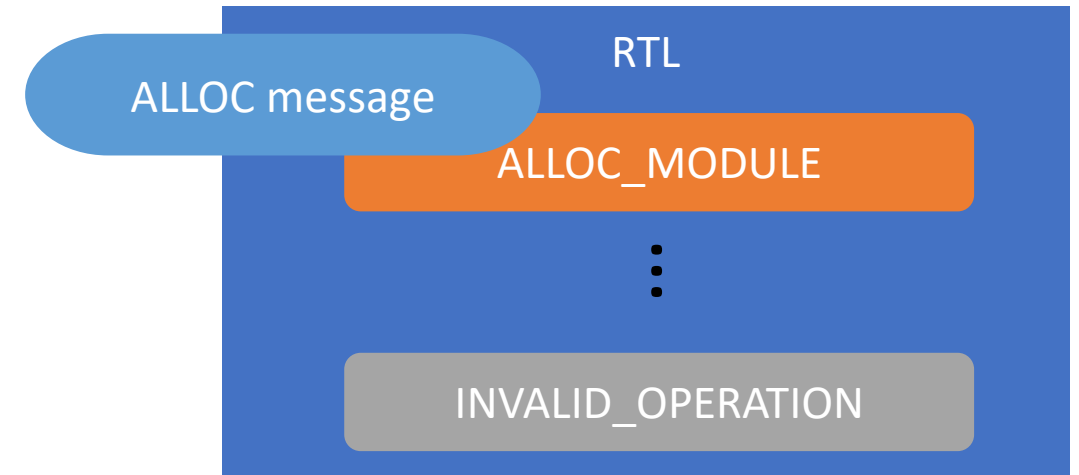 RTL
ALLOC message
ALLOC_MODULE
INVALID_OPERATION